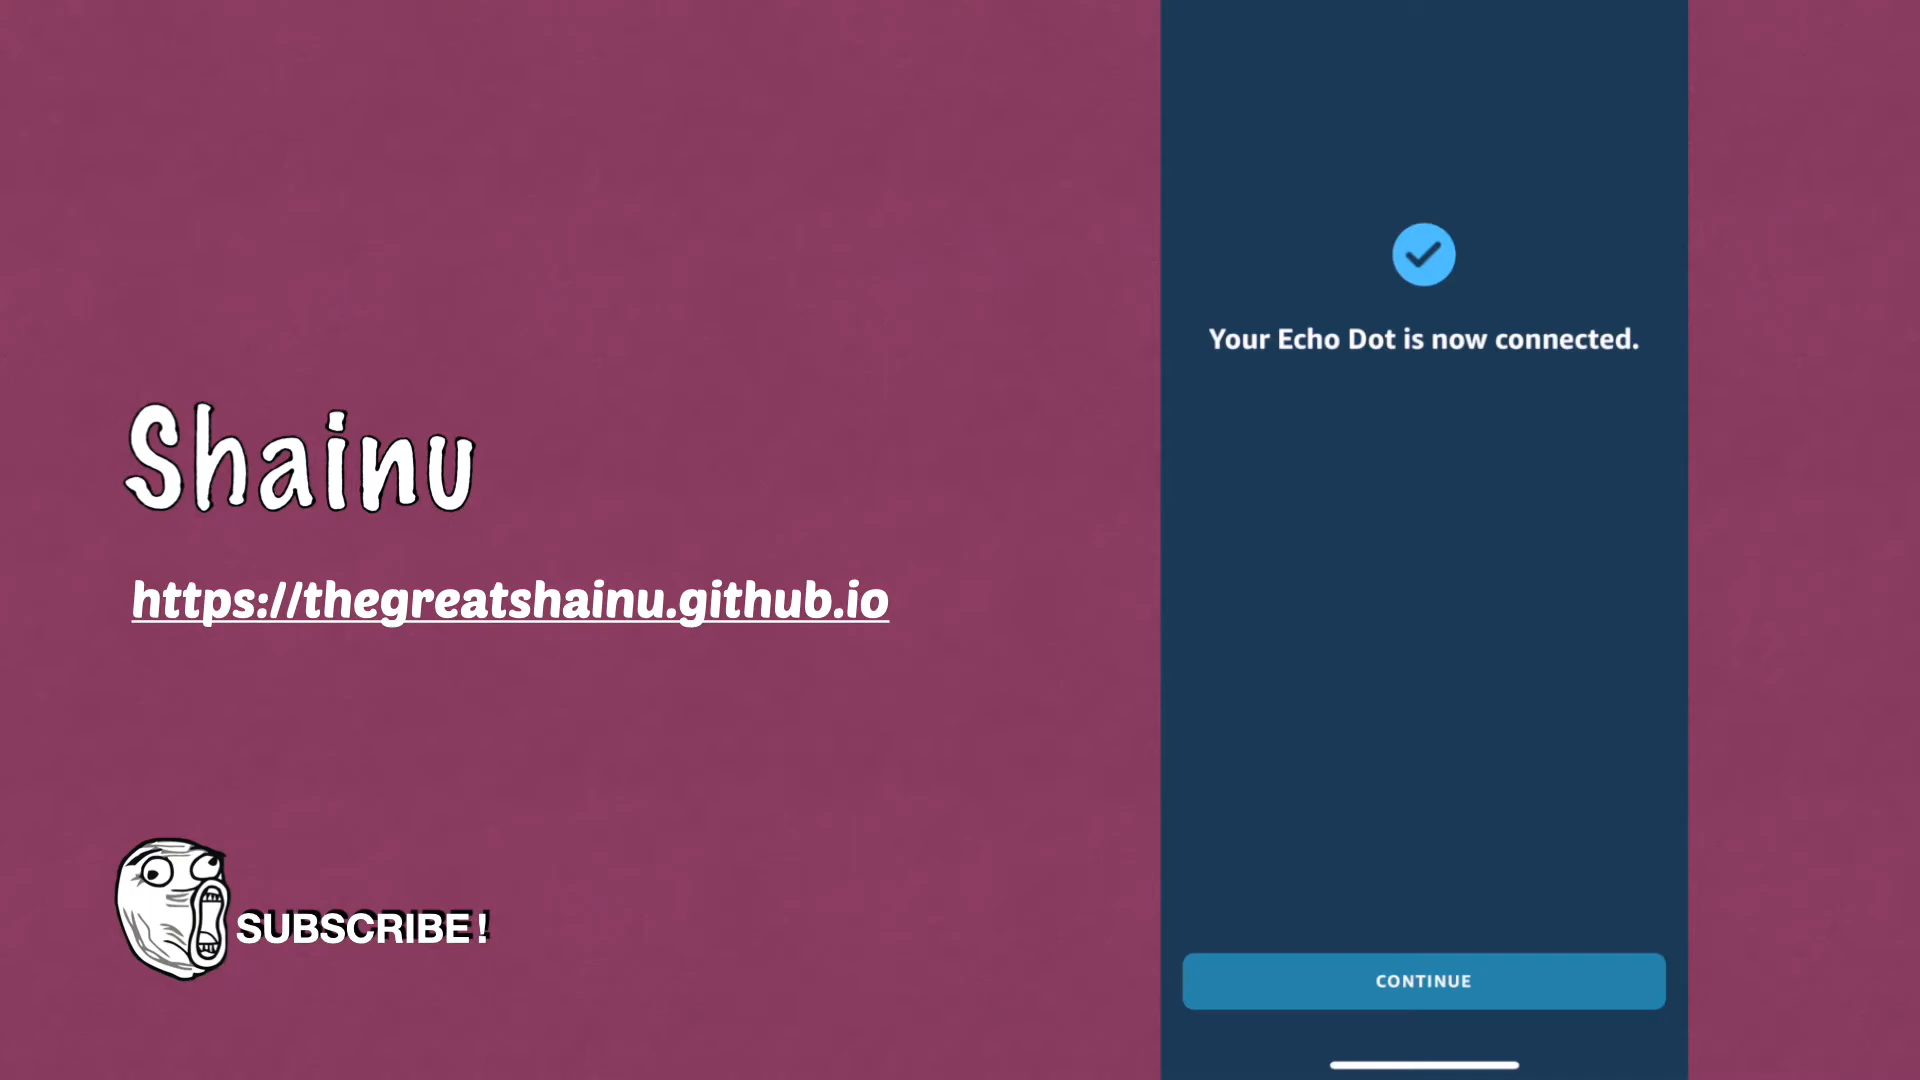 Shainu
https://thegreatshainu.github.io
SUBSCRIBE!
Your Echo Dot is now connected.
CONTINUE